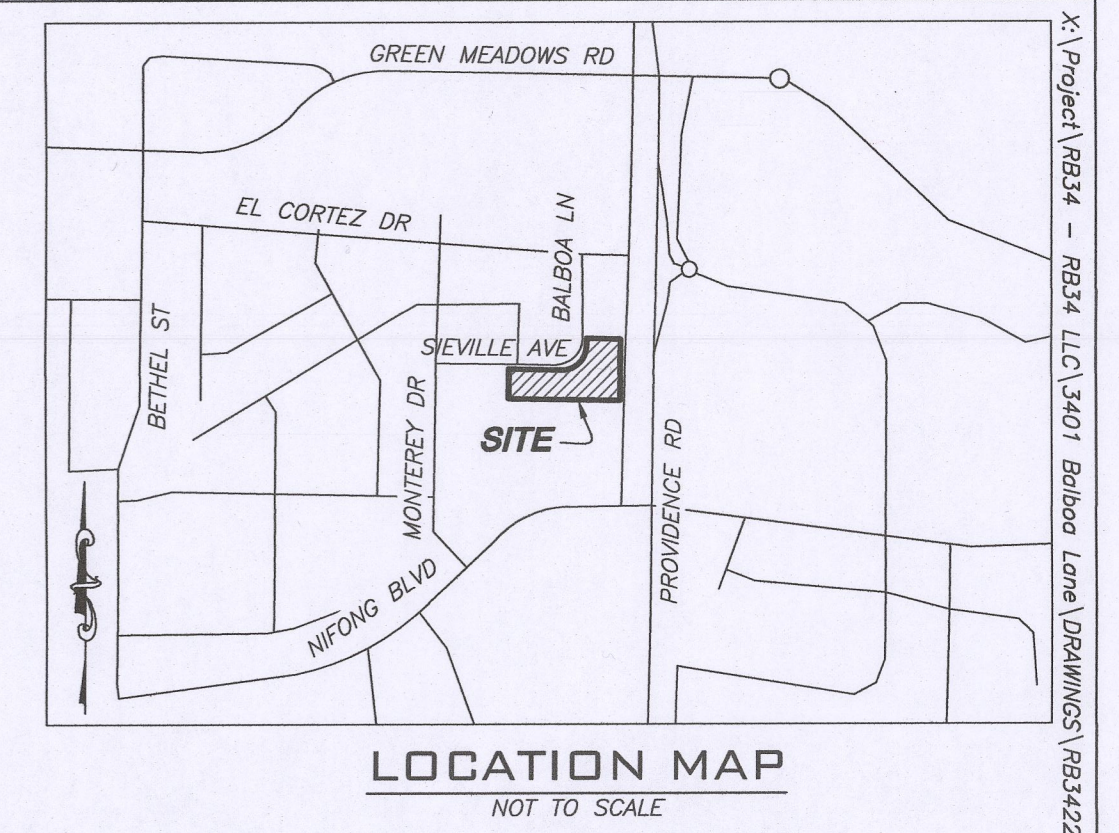 GREEN MEADOWS RD
EL CORTEZ DR
BALBOA LN
BETHEL ST
SIEVILLE AVE
MONTEREY DR
SITE
PROVIDENCE RD
NIFONG BLVD
LOCATION MAP
NOT TO SCALE
X:\Project\RB34 - RB34 LLC\3401 Balboa Lane\DRAWINGS\RB3422